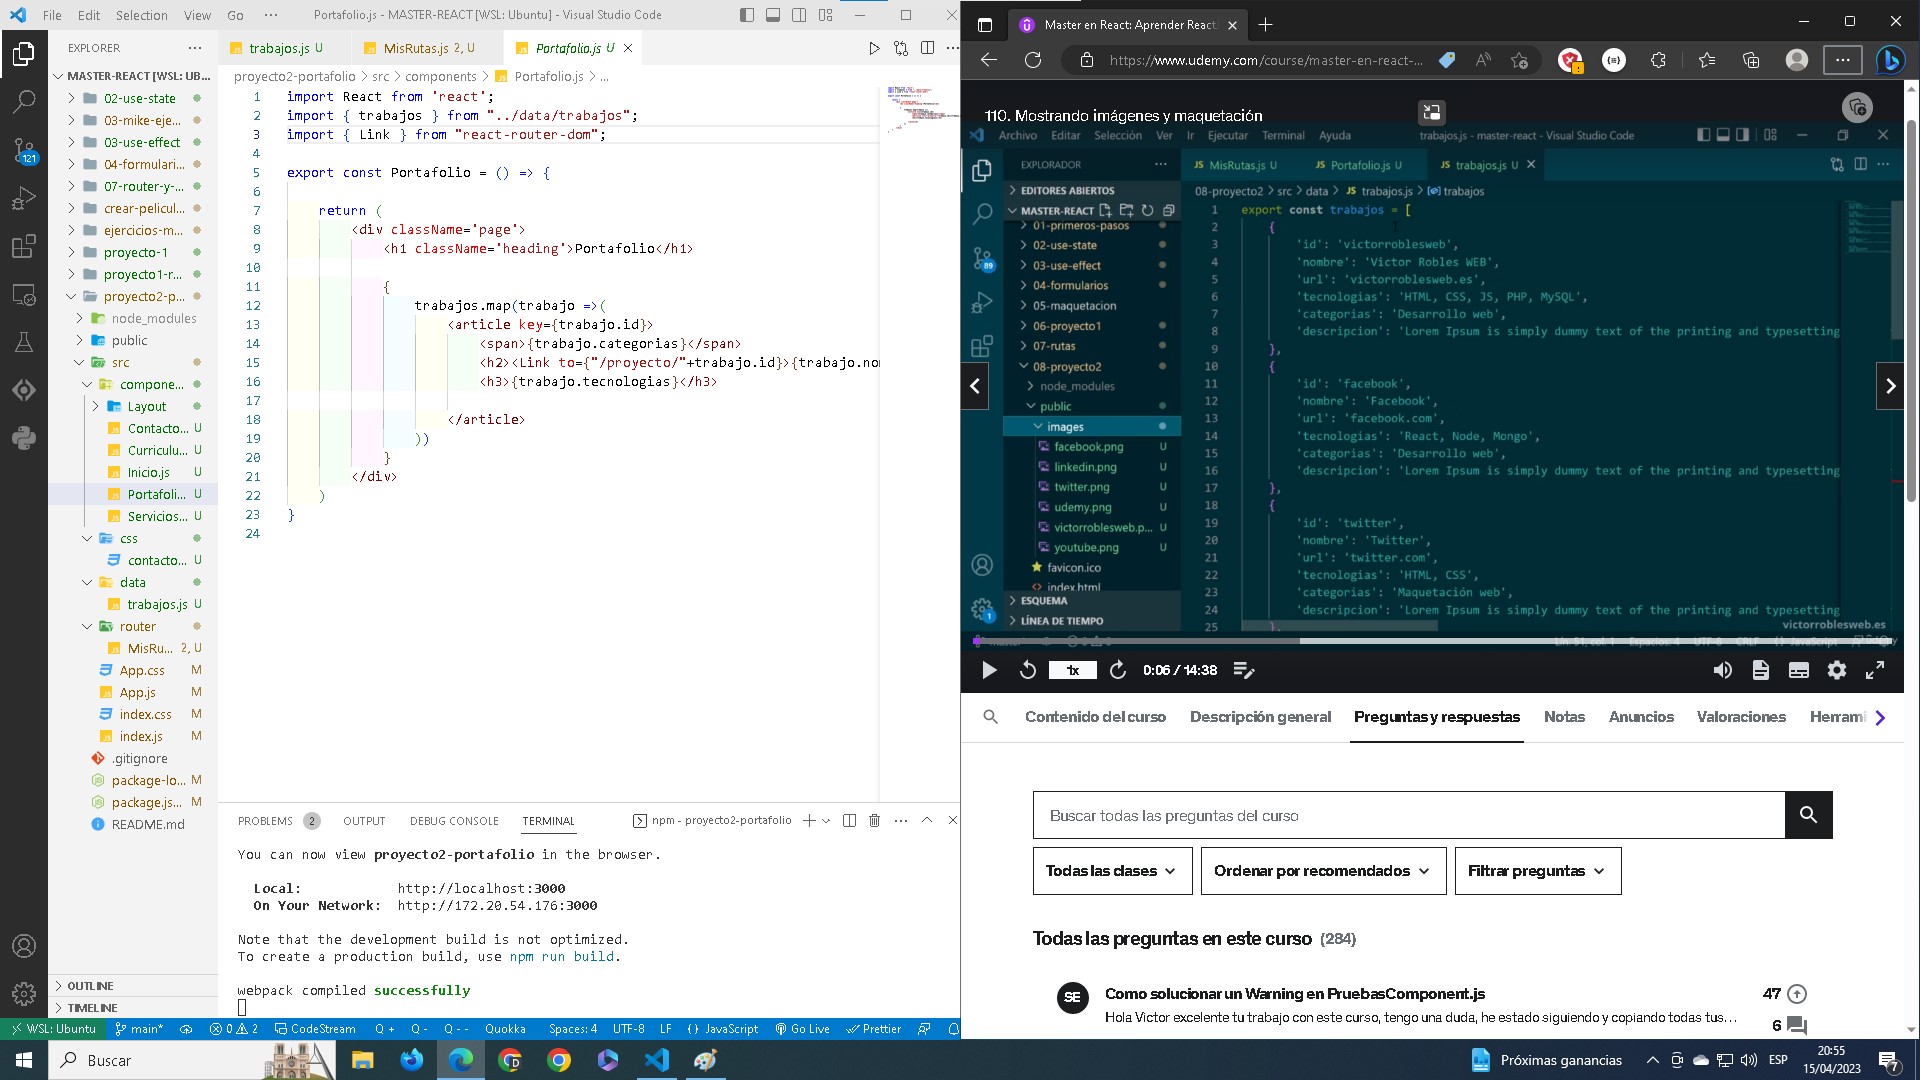 File Edit Selection View Go ··· Portafolio.js - MASTER-REACT [WSL: Ubuntu] - Visual Studio Code
EXPLORER ···
MASTER-REACT [WSL: UB...
02-use-state
03-mike-eje...
03-use-effect
04-formulari...
07-router-y-...
crear-pelicul...
ejercicios-m...
proyecto-1
proyecto1-r...
proyecto2-p...
node_modules
public
src
compone...
Layout
Contacto... U
Curriculu... U
Inicio.js U
Portafoli... U
Servicios... U
css
contacto... U
data
trabajos.js U
router
MisRu... 2, U
App.css M
App.js M
index.css M
index.js M
.gitignore
package-lo... M
package.js... M
README.md
OUTLINE
TIMELINE
121
trabajos.js U MisRutas.js 2, U Portafolio.js U
proyecto2-portafolio > src > components > Portafolio.js > ...
1 import React from 'react';
2 import { trabajos } from "../data/trabajos";
3 import { Link } from "react-router-dom";
4
5 export const Portafolio = () => {
6
7 return (
8 <div className='page'>
9 <h1 className='heading'>Portafolio</h1>
10
11 {
12 trabajos.map(trabajo =>(
13 <article key={trabajo.id}>
14 <span>{trabajo.categorias}</span>
15 <h2><Link to={"/proyecto/"+trabajo.id}>{trabajo.no
16 <h3>{trabajo.tecnologias}</h3>
17
18 </article>
19 ))
20 }
21 </div>
22 )
23 }
24
PROBLEMS 2 OUTPUT DEBUG CONSOLE TERMINAL npm - proyecto2-portafolio
You can now view proyecto2-portafolio in the browser.
Local: http://localhost:3000
On Your Network: http://172.20.54.176:3000
Note that the development build is not optimized.
To create a production build, use npm run build.
webpack compiled successfully
WSL: Ubuntu main* 0 2 CodeStream Q + Q - Q - - Quokka Spaces: 4 UTF-8 LF {} JavaScript Go Live Prettier
Master en React: Aprender React
https://www.udemy.com/course/master-en-react-...
110. Mostrando imágenes y maquetación
Archivo Editar Selección Ver Ir Ejecutar Terminal Ayuda trabajos.js - master-react - Visual Studio Code
EXPLORADOR ···
EDITORES ABIERTOS
MASTER-REACT
01-primeros-pasos
02-use-state
03-use-effect
04-formularios
05-maquetacion
06-proyecto1
07-rutas
08-proyecto2
node_modules
public
images
facebook.png U
linkedin.png U
twitter.png U
udemy.png U
victorroblesweb.p... U
youtube.png U
favicon.ico
index.html
ESQUEMA
LÍNEA DE TIEMPO
89
1
MisRutas.js U Portafolio.js U trabajos.js U
08-proyecto2 > src > data > trabajos.js > trabajos
1 export const trabajos = [
2 {
3 'id': 'victorroblesweb',
4 'nombre': 'Victor Robles WEB',
5 'url': 'victorroblesweb.es',
6 'tecnologias': 'HTML, CSS, JS, PHP, MySQL',
7 'categorias': 'Desarrollo web',
8 'descripcion': 'Lorem Ipsum is simply dummy text of the printing and typesetting
9 },
10 {
11 'id': 'facebook',
12 'nombre': 'Facebook',
13 'url': 'facebook.com',
14 'tecnologias': 'React, Node, Mongo',
15 'categorias': 'Desarrollo web',
16 'descripcion': 'Lorem Ipsum is simply dummy text of the printing and typesetting
17 },
18 {
19 'id': 'twitter',
20 'nombre': 'Twitter',
21 'url': 'twitter.com',
22 'tecnologias': 'HTML, CSS',
23 'categorias': 'Maquetación web',
24 'descripcion': 'Lorem Ipsum is simply dummy text of the printing and typesetting
25 },
victorroblesweb.es
1x 0:06 / 14:38
Contenido del curso Descripción general Preguntas y respuestas Notas Anuncios Valoraciones Herrami
Buscar todas las preguntas del curso
Todas las clases Ordenar por recomendados Filtrar preguntas
Todas las preguntas en este curso (284)
SE Como solucionar un Warning en PruebasComponent.js 47
Hola Victor excelente tu trabajo con este curso, tengo una duda, he estado siguiendo y copiando todas tus... 6
Buscar Próximas ganancias ESP 20:55
15/04/2023 7